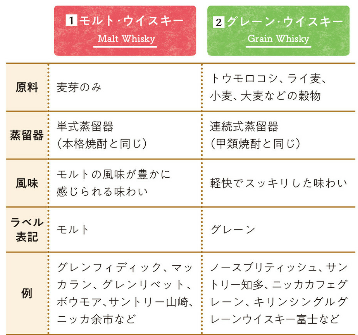 1 モルト・ウイスキー
Malt Whisky
2 グレーン・ウイスキー
Grain Whisky
原料
麦芽のみ
トウモロコシ、ライ麦、
小麦、大麦などの穀物
蒸留器
単式蒸留器
(本格焼酎と同じ)
連続式蒸留器
(甲類焼酎と同じ)
風味
モルトの風味が豊かに
感じられる味わい
軽快でスッキリした味わい
ラベル
表記
モルト
グレーン
例
グレンフィディック、マッ
カラン、グレンリベット、
ボウモア、サントリー山崎、
ニッカ余市など
ノースブリティッシュ、サン
トリー知多、ニッカカフェグ
レーン、キリンシングルグ
レーンウイスキー富士など